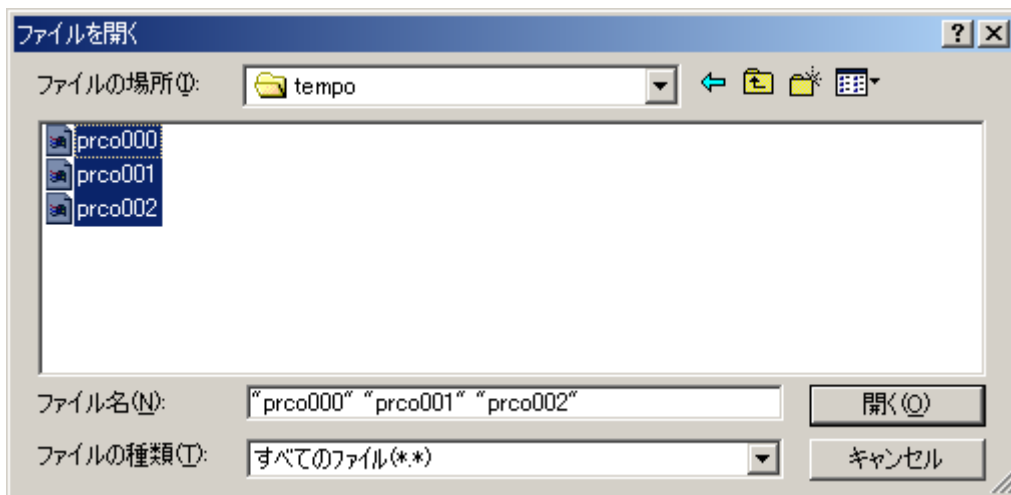 ファイルを開く
ファイルの場所(I): tempo
prco000
prco001
prco002
ファイル名(N): "prco000" "prco001" "prco002" 開く(O)
ファイルの種類(T): すべてのファイル(*.*) キャンセル